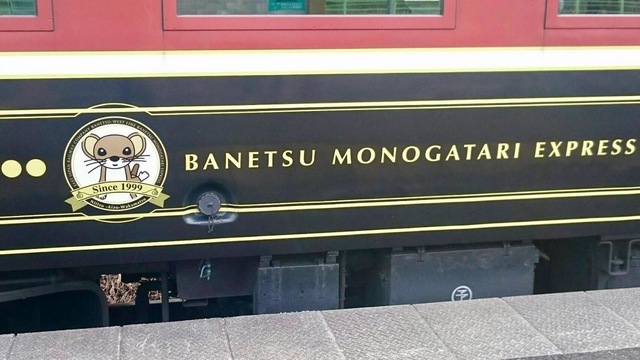 BANETSU MONOGATARI EXPRESS
Since 1999